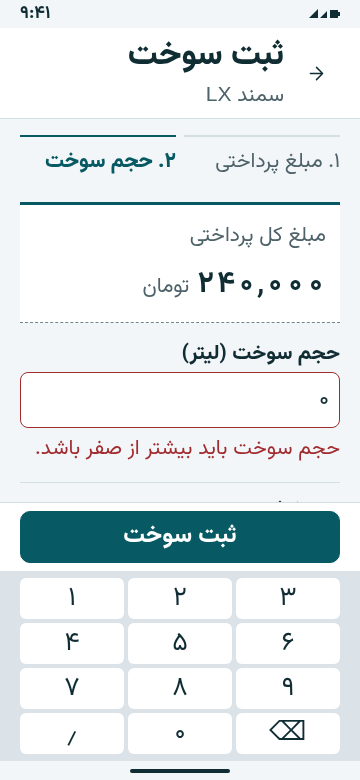 ۹:۴۱
ثبت سوخت
سمند LX
۱. مبلغ پرداختی
۲. حجم سوخت
مبلغ کل پرداختی
۲۴۰,۰۰۰ تومان
حجم سوخت (لیتر)
۰
حجم سوخت باید بیشتر از صفر باشد.
ثبت سوخت
۱ ۲ ۳
۴ ۵ ۶
۷ ۸ ۹
/ ۰ ⌫